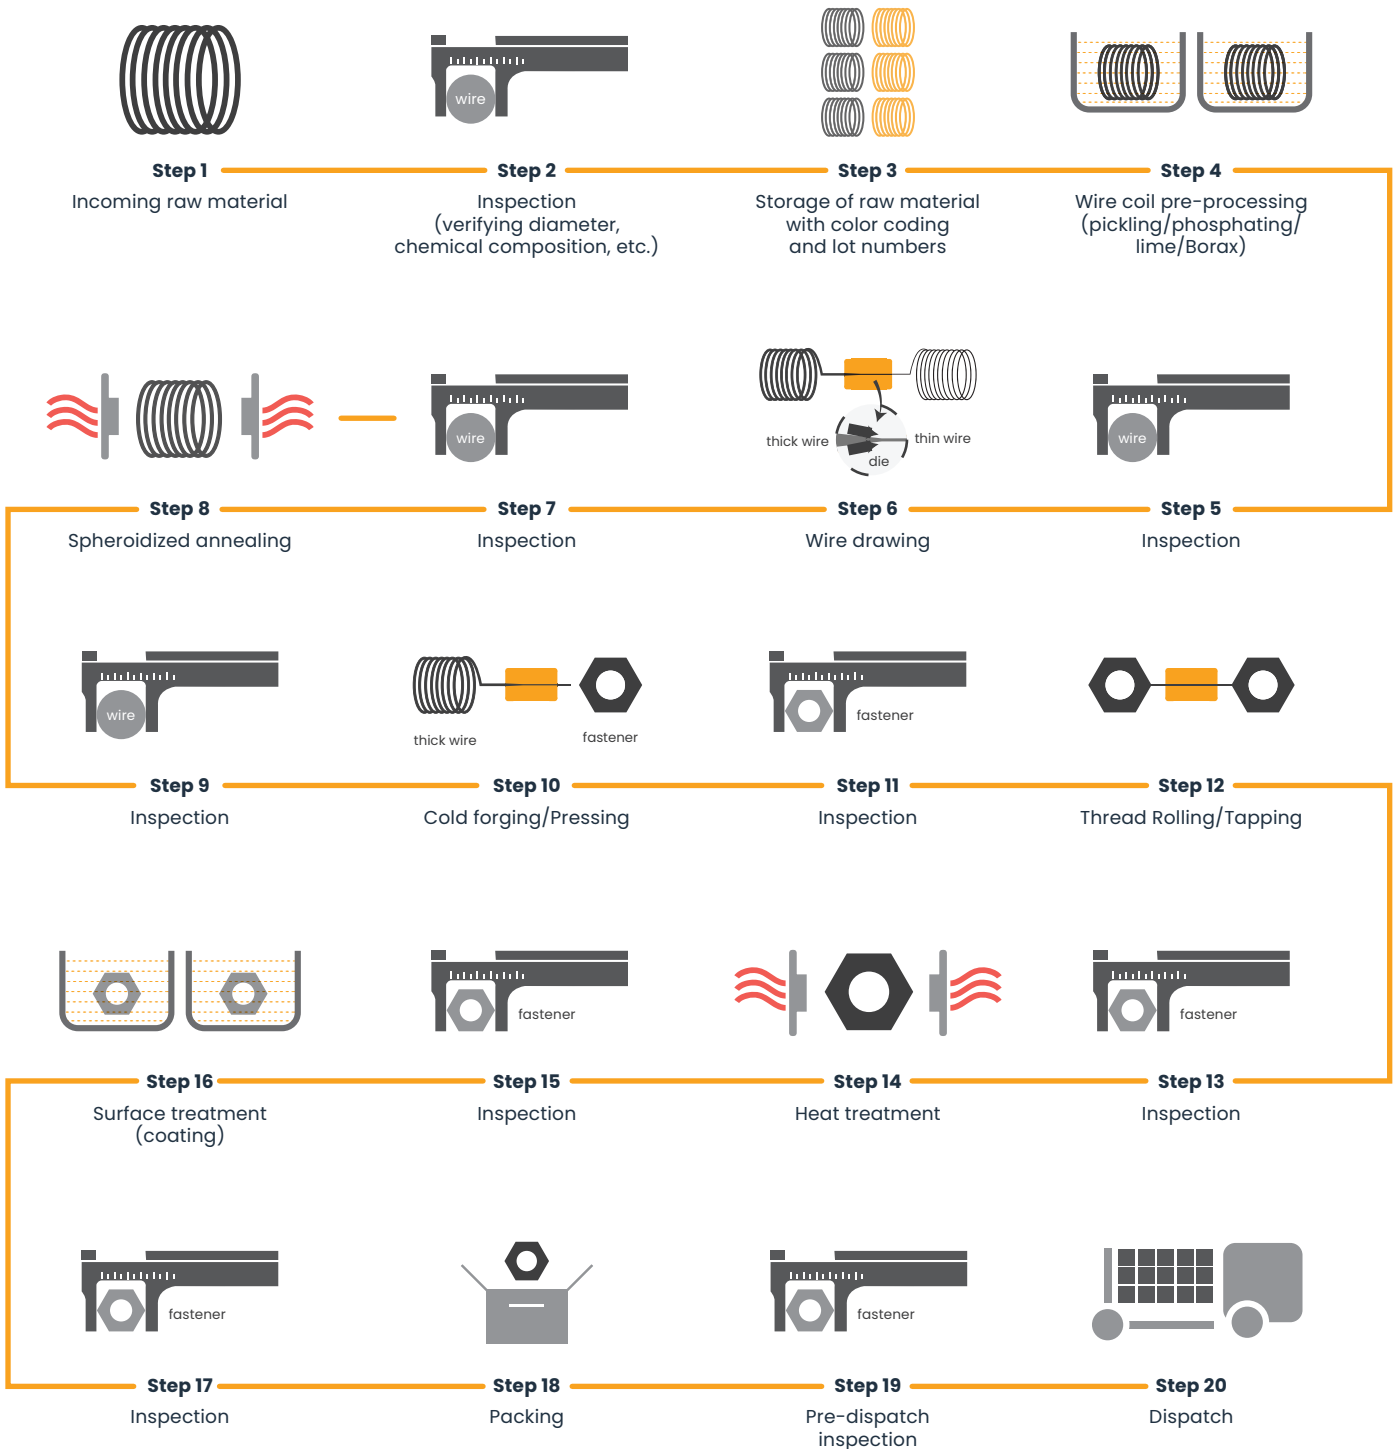 wire
Step 1
Incoming raw material
Step 2
Inspection
(verifying diameter,
chemical composition, etc.)
Step 3
Storage of raw material
with color coding
and lot numbers
Step 4
Wire coil pre-processing
(pickling/phosphating/
lime/Borax)
wire
Step 5
Inspection
thick wire
thin wire
die
Step 6
Wire drawing
wire
Step 7
Inspection
Step 8
Spheroidized annealing
wire
Step 9
Inspection
thick wire
fastener
Step 10
Cold forging/Pressing
fastener
Step 11
Inspection
Step 12
Thread Rolling/Tapping
fastener
Step 13
Inspection
Step 14
Heat treatment
fastener
Step 15
Inspection
Step 16
Surface treatment
(coating)
fastener
Step 17
Inspection
Step 18
Packing
fastener
Step 19
Pre-dispatch
inspection
Step 20
Dispatch